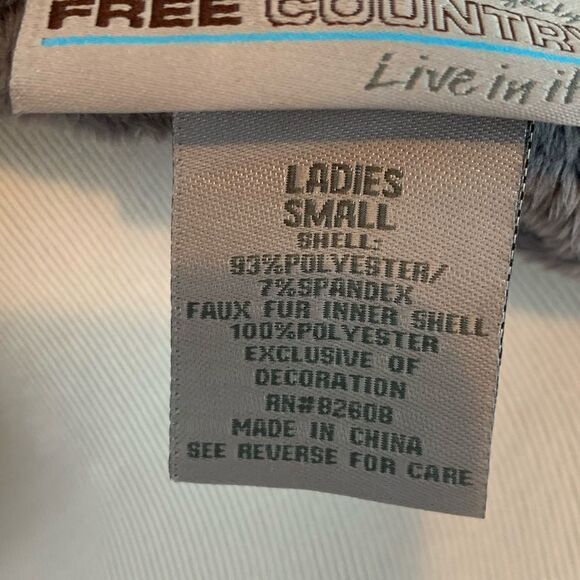 FREE COUNTRY
Live in it
LADIES
SMALL
SHELL:
93%POLYESTER/
7%SPANDEX
FAUX FUR INNER SHELL
100%POLYESTER
EXCLUSIVE OF
DECORATION
RN#82608
MADE IN CHINA
SEE REVERSE FOR CARE